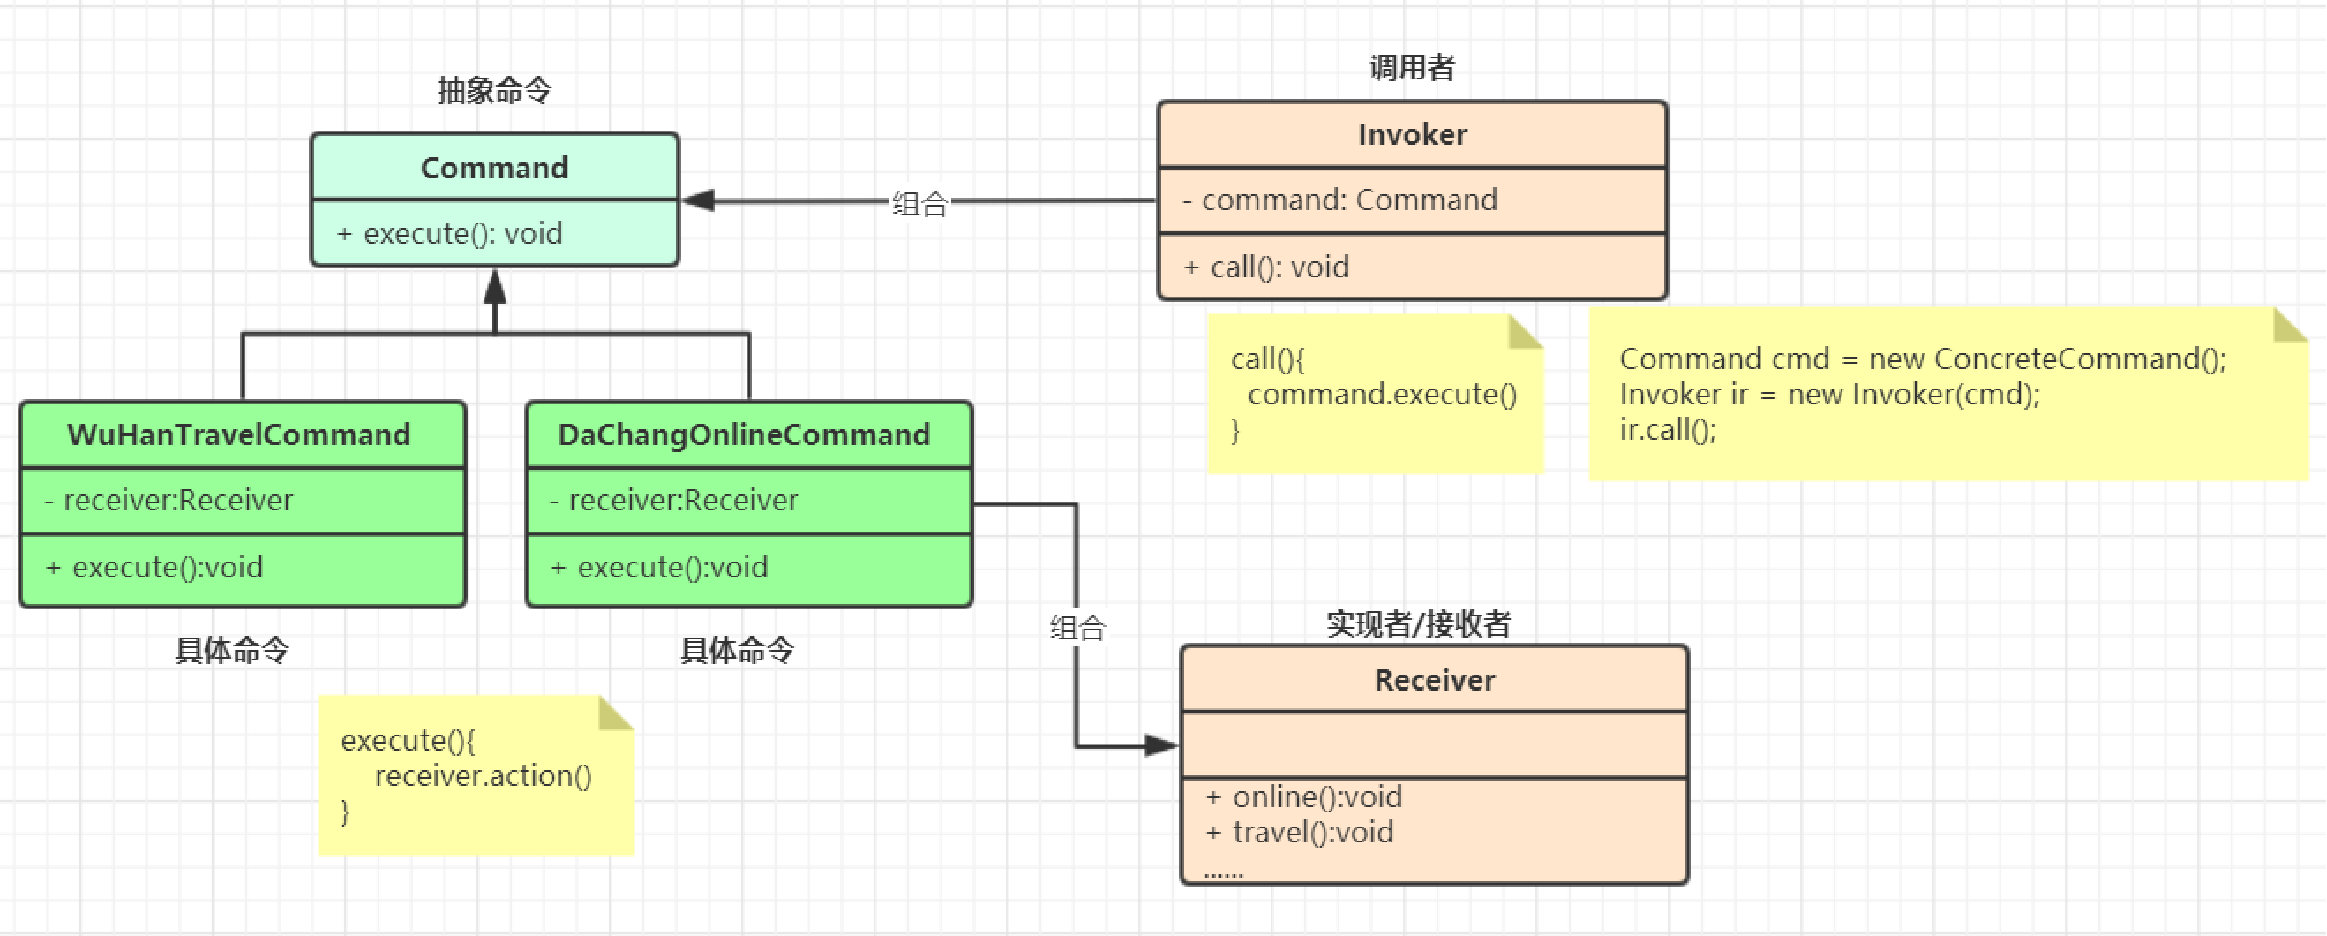 抽象命令
Command
+ execute(): void
组合
调用者
Invoker
- command: Command
+ call(): void
call(){
command.execute()
}
Command cmd = new ConcreteCommand();
Invoker ir = new Invoker(cmd);
ir.call();
WuHanTravelCommand
- receiver:Receiver
+ execute():void
具体命令
DaChangOnlineCommand
- receiver:Receiver
+ execute():void
具体命令
execute(){
receiver.action()
}
组合
实现者/接收者
Receiver
+ online():void
+ travel():void
......